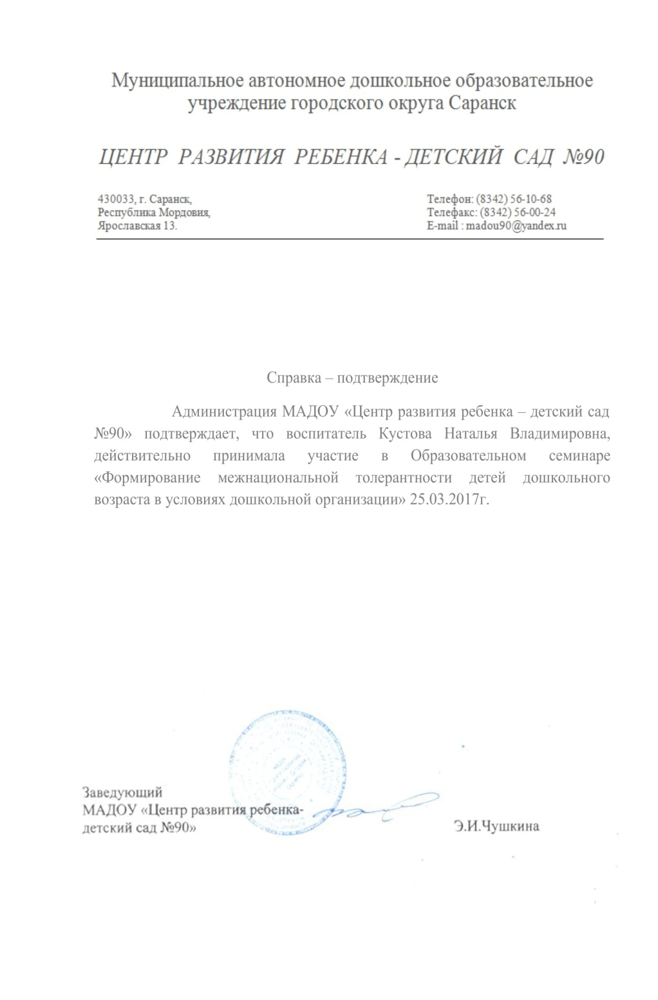 Муниципальное автономное дошкольное образовательное
учреждение городского округа Саранск
ЦЕНТР РАЗВИТИЯ РЕБЕНКА - ДЕТСКИЙ САД №90
430033, г. Саранск,
Республика Мордовия,
Ярославская 13.
Телефон: (8342) 56-10-68
Телефакс: (8342) 56-00-24
E-mail : madou90@yandex.ru
Справка – подтверждение
Администрация МАДОУ «Центр развития ребенка – детский сад
№90» подтверждает, что воспитатель Кустова Наталья Владимировна,
действительно принимала участие в Образовательном семинаре
«Формирование межнациональной толерантности детей дошкольного
возраста в условиях дошкольной организации» 25.03.2017г.
Заведующий
МАДОУ «Центр развития ребенка-
детский сад №90»
Э.И.Чушкина